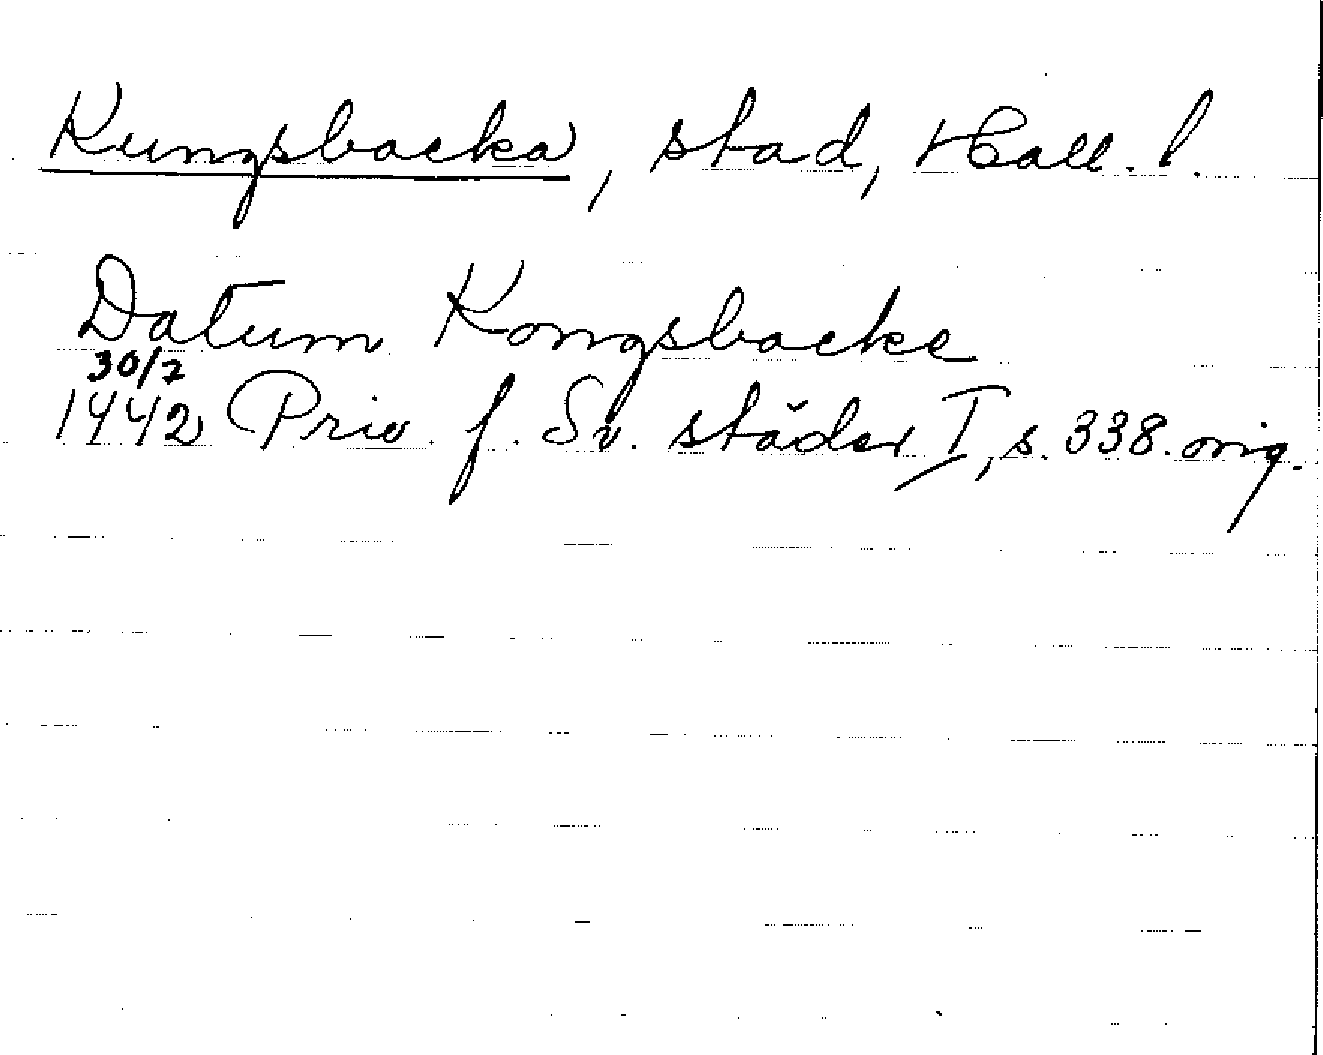 Kungsbacka, stad, Hall. l.
Datum Kongsbacke
30/7
1442 Priv. f. Sv. städer I, s. 338. orig.